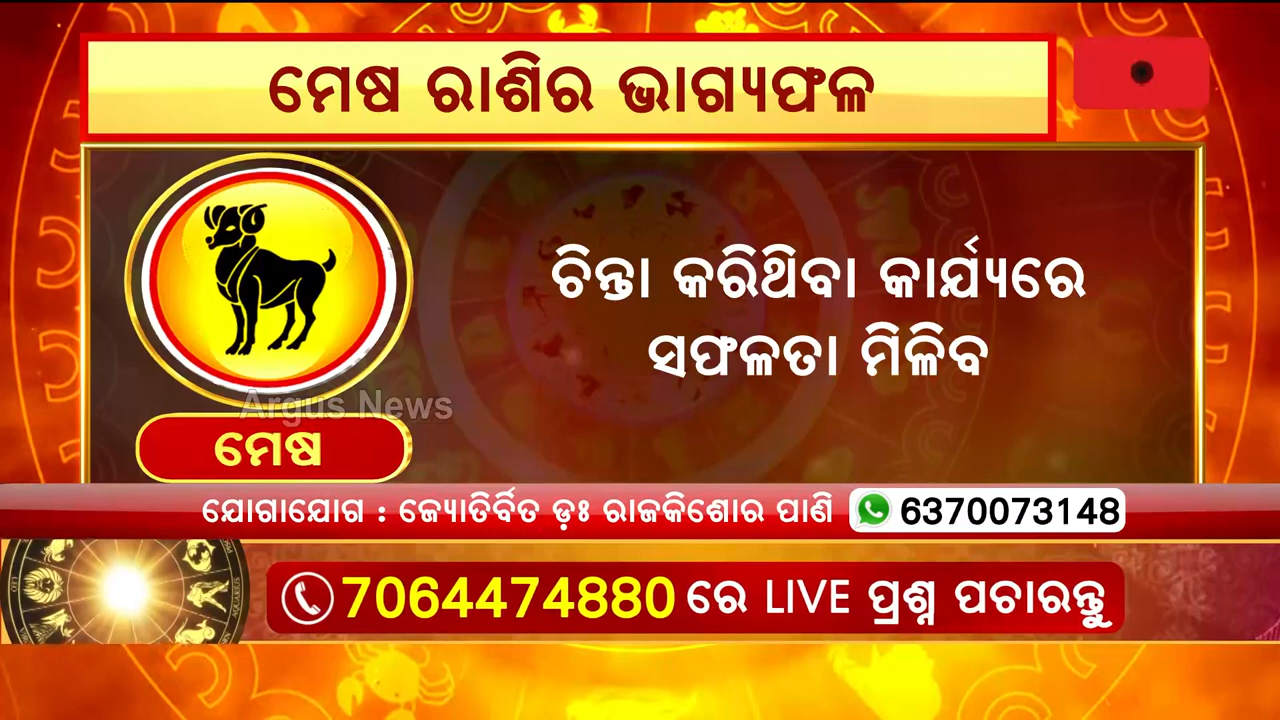 ମେଷ ରାଶିର ଭାଗ୍ୟଫଳ
ଚିନ୍ତା କରିଥିବା କାର୍ଯ୍ୟରେ
ସଫଳତା ମିଳିବ
Argus News
ମେଷ
ଯୋଗାଯୋଗ : ଜ୍ୟୋତିର୍ବିତ ଡ଼ଃ ରାଜକିଶୋର ପାଣି 6370073148
7064474880 ରେ LIVE ପ୍ରଶ୍ନ ପଚାରନ୍ତୁ